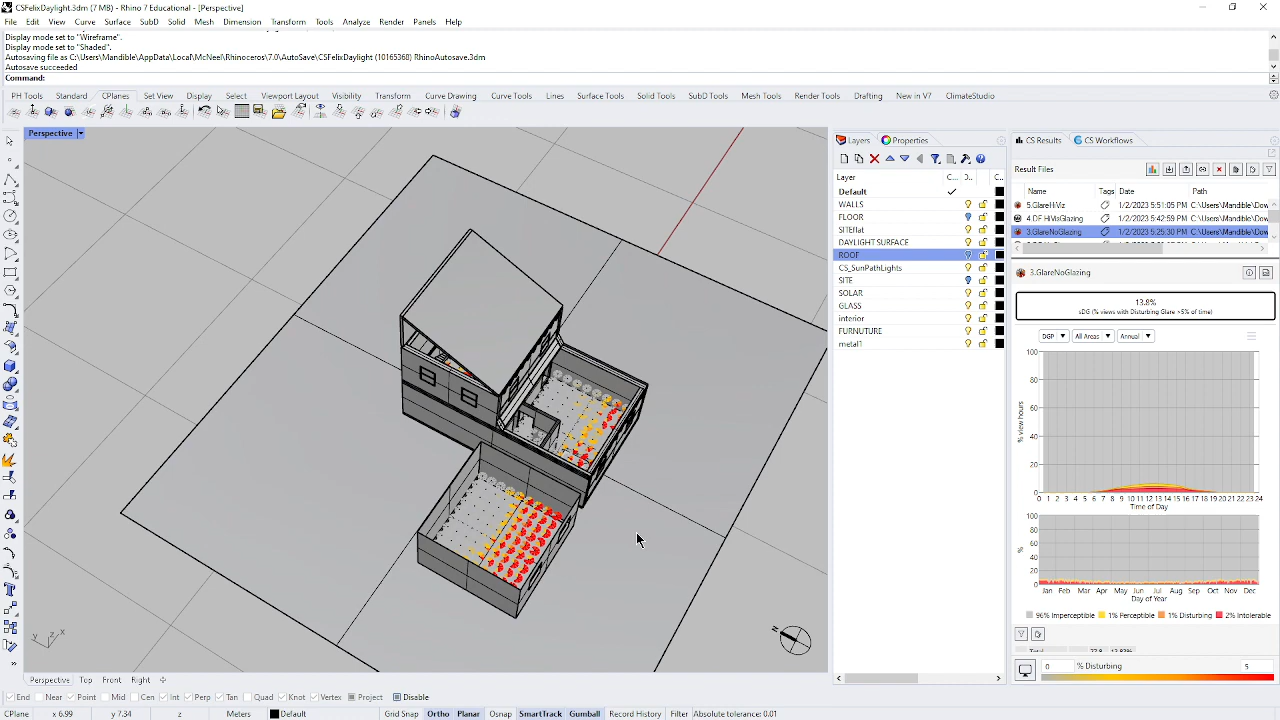 CSFelixDaylight.3dm (7 MB) - Rhino 7 Educational - [Perspective]
File Edit View Curve Surface SubD Solid Mesh Dimension Transform Tools Analyze Render Panels Help
Display mode set to "Wireframe".
Display mode set to "Shaded".
Autosaving file as C:\Users\Mandible\AppData\Local\McNeel\Rhinoceros\7.0\AutoSave\CSFelixDaylight (10165368) RhinoAutosave.3dm
Autosave succeeded
Command:
PH Tools Standard CPlanes Set View Display Select Viewport Layout Visibility Transform Curve Drawing Curve Tools Lines Surface Tools Solid Tools SubD Tools Mesh Tools Render Tools Drafting New in V7 ClimateStudio
Perspective
Layers Properties
Layer C... C...
Default
WALLS
FLOOR
SITEflat
DAYLIGHT SURFACE
ROOF
CS_SunPathLights
SITE
SOLAR
GLASS
interior
FURNUTURE
metal1
CS Results CS Workflows
Result Files
Name Tags Date Path
5.GlareHiViz 1/2/2023 5:51:05 PM C:\Users\Mandible\Dow
4.DF HiVisGlazing 1/2/2023 5:42:59 PM C:\Users\Mandible\Dow
3.GlareNoGlazing 1/2/2023 5:25:30 PM C:\Users\Mandible\Dow
3.GlareNoGlazing
13.8%
sDG (% views with Disturbing Glare >5% of time)
DGP All Areas Annual
100
80
60
40
20
0
% view hours
0 1 2 3 4 5 6 7 8 9 10 11 12 13 14 15 16 17 18 19 20 21 22 23 24
Time of Day
100
80
60
40
20
0
%
Jan Feb Mar Apr May Jun Jul Aug Sep Oct Nov Dec
Day of Year
96% Imperceptible 1% Perceptible 1% Disturbing 2% Intolerable
0 % Disturbing 5
y z x
N
Perspective Top Front Right
End Near Point Mid Cen Int Perp Tan Quad Knot Vertex Project Disable
CPlane x 6.99 y 7.34 z Meters Default Grid Snap Ortho Planar Osnap SmartTrack Gumball Record History Filter Absolute tolerance: 0.01